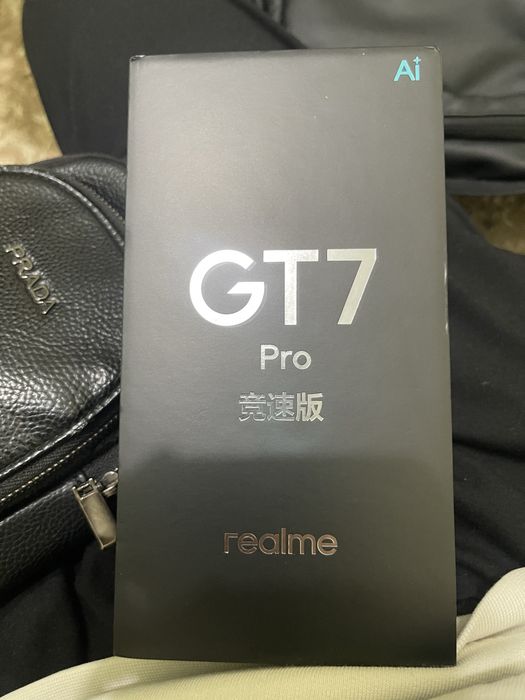 Ai+
GT7
Pro
竞速版
realme
PRADA